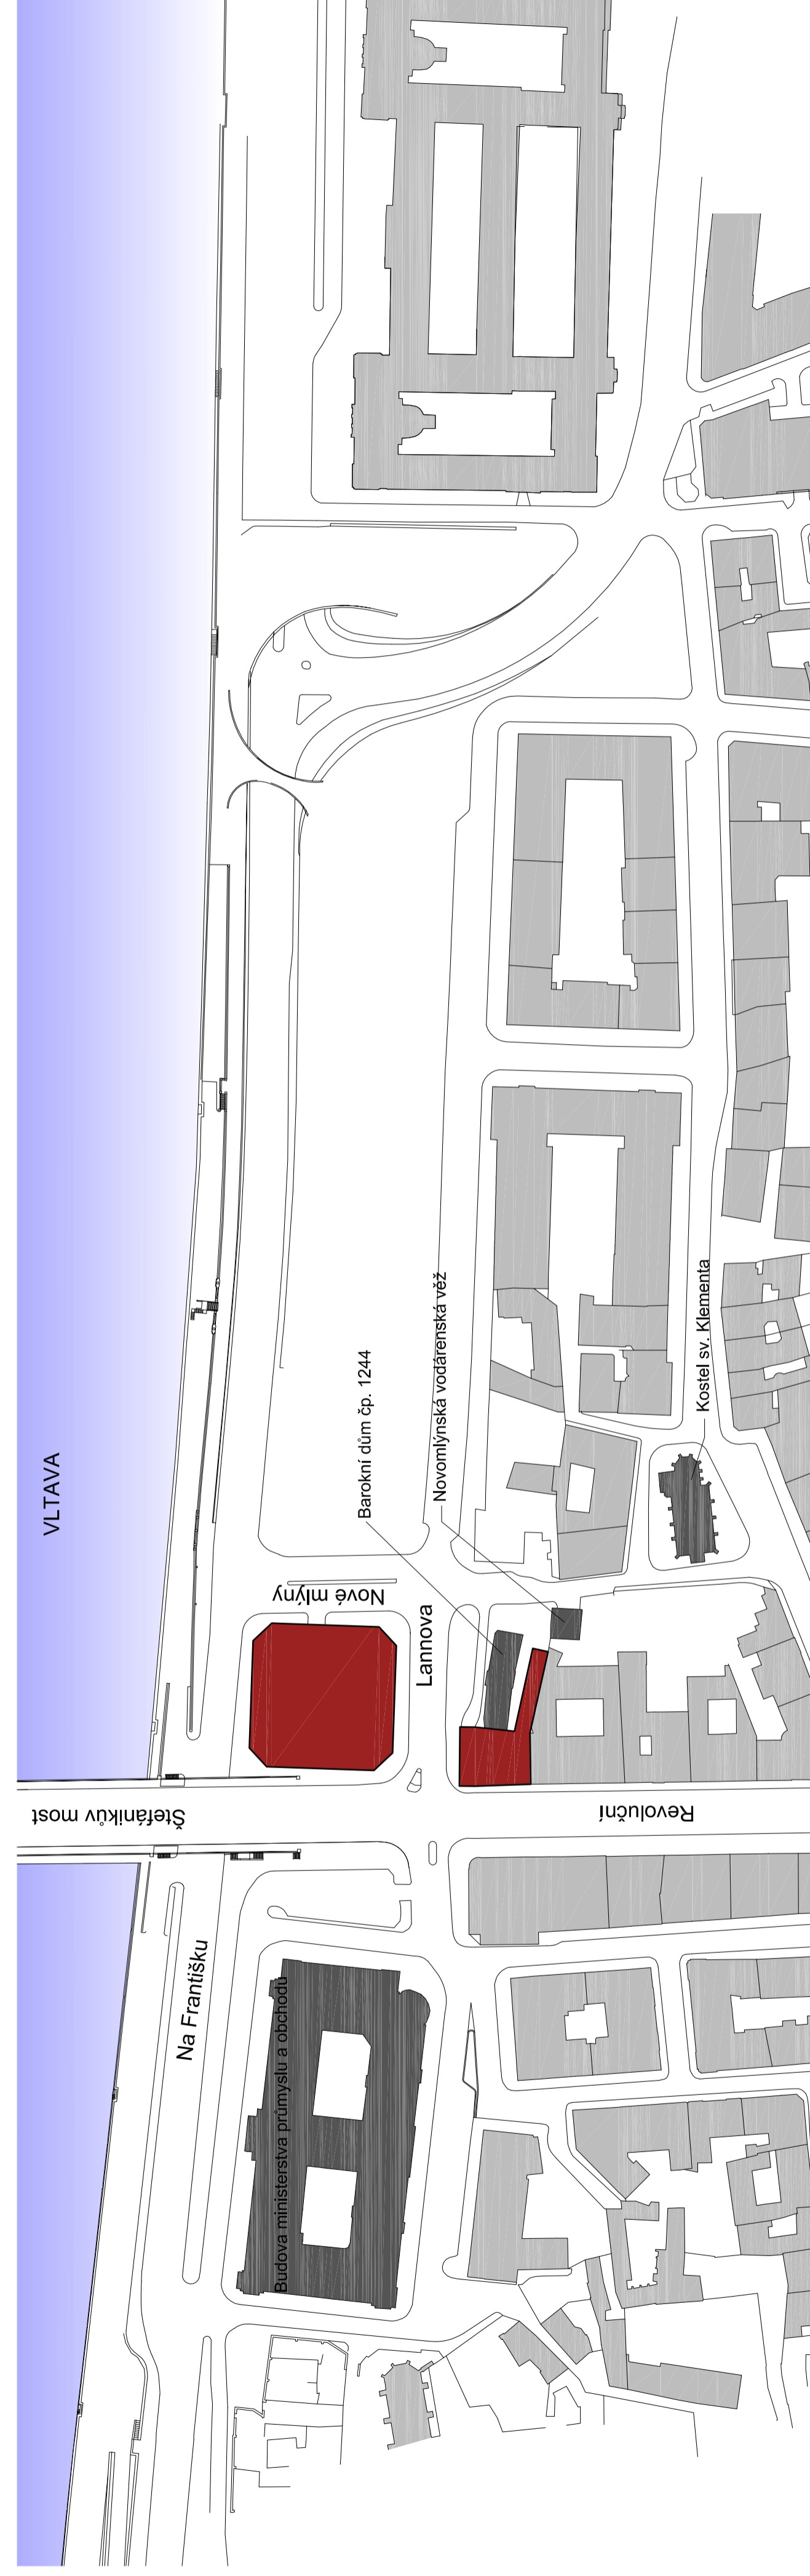 VLTAVA
Barokní dům čp. 1244
Novomlýnská vodárenská věž
Kostel sv. Klementa
Nové mlýny
Lannova
Štefánikův most
Revoluční
Na Františku
Budova ministerstva průmyslu a obchodu